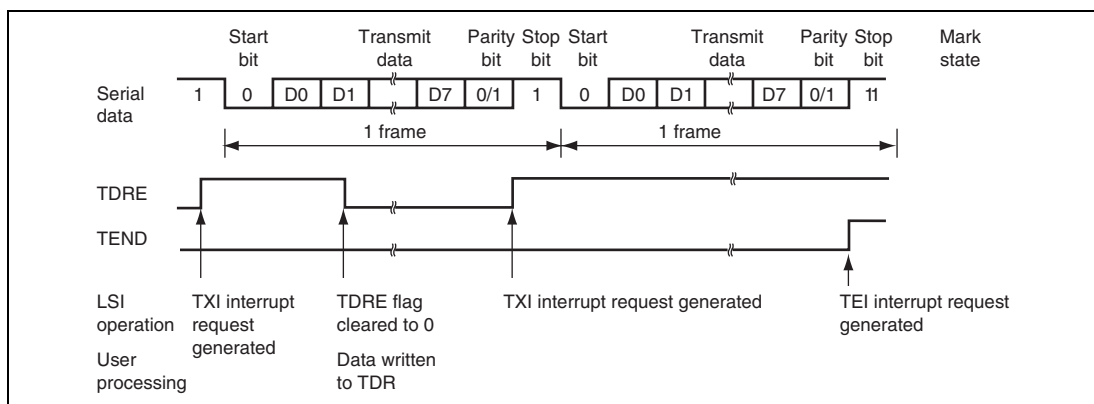 Start bit Transmit data Parity bit Stop bit Start bit Transmit data Parity bit Stop bit Mark state
Serial data 1 0 D0 D1 D7 0/1 1 0 D0 D1 D7 0/1 11
1 frame 1 frame
TDRE
TEND
LSI operation
TXI interrupt request generated
TDRE flag cleared to 0
TXI interrupt request generated
TEI interrupt request generated
User processing
Data written to TDR